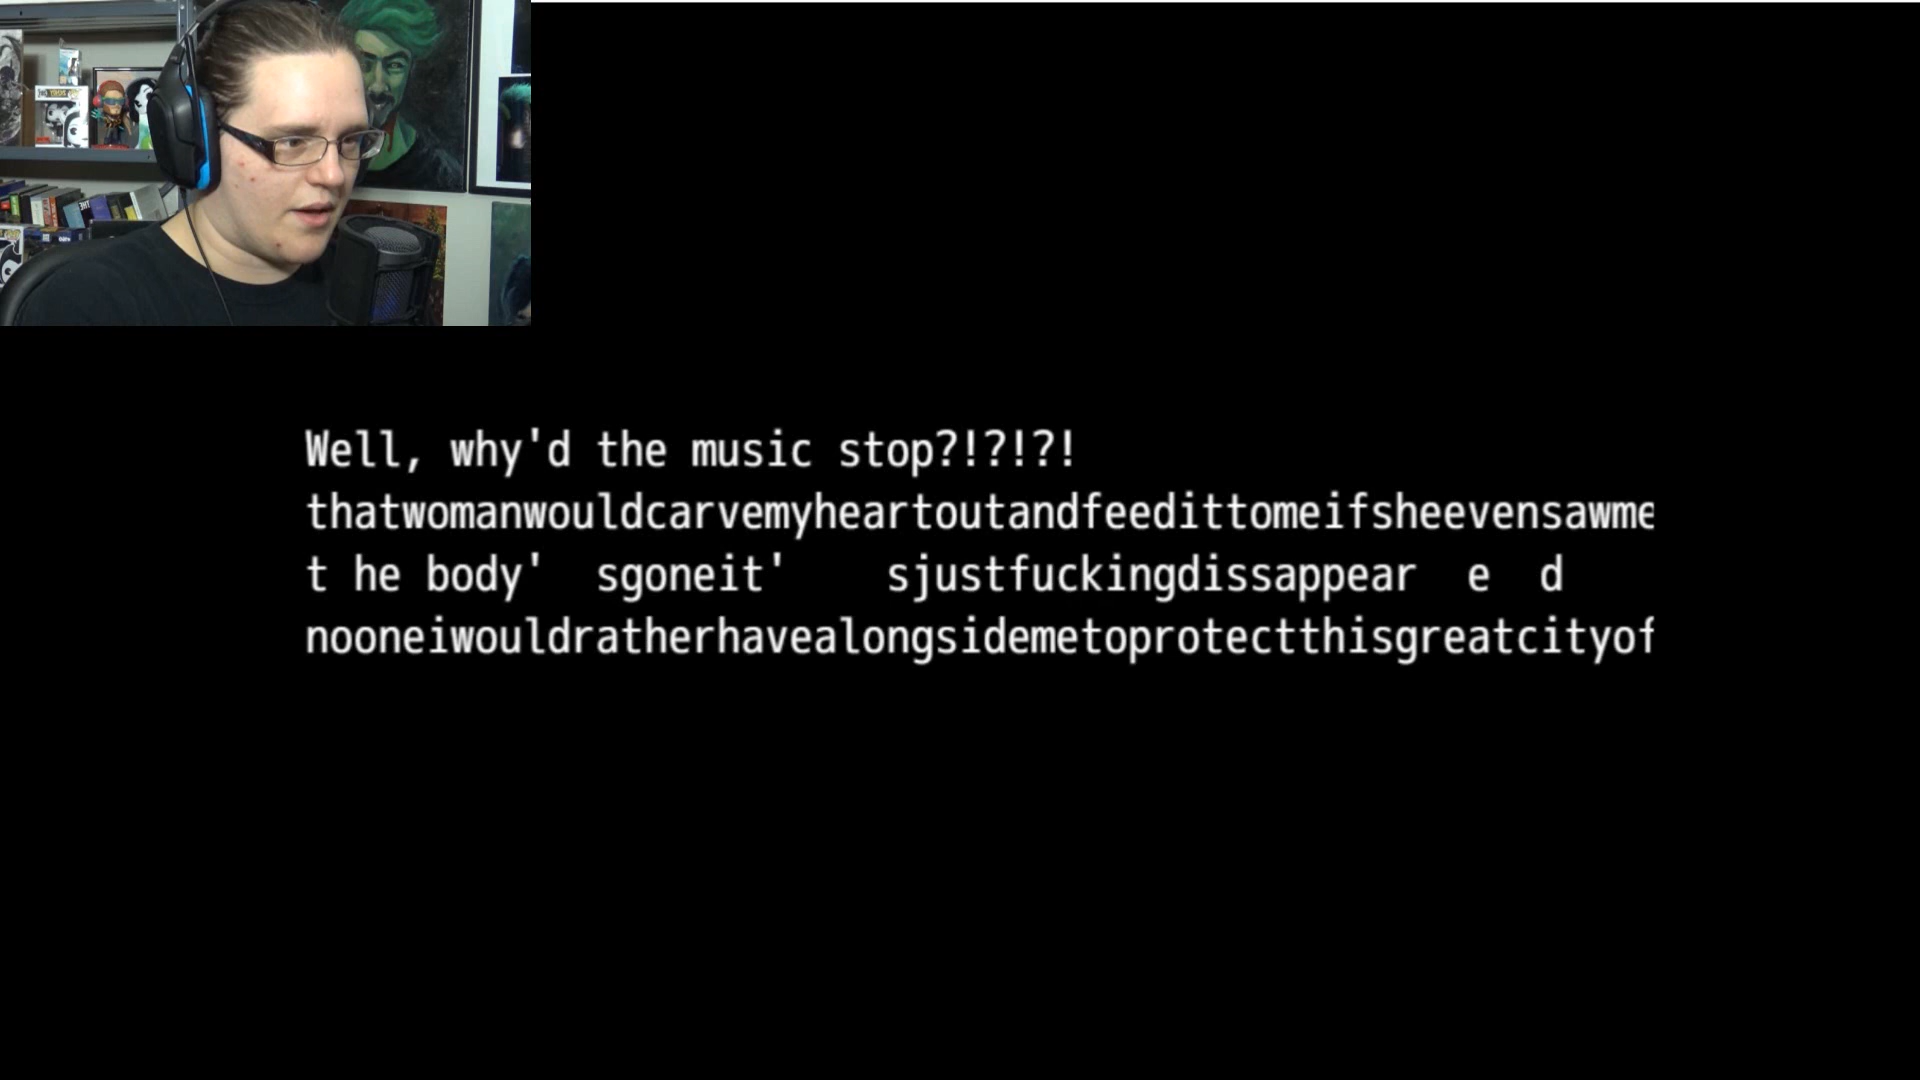 Well, why'd the music stop?!?!?!
thatwomanwouldcarvemyheartoutandfeedittomeifsheevensawme
t he body'  sgoneit'    sjustfuckingdissappear  e  d
nooneiwouldratherhavealongsidemetoprotectthisgreatcityof